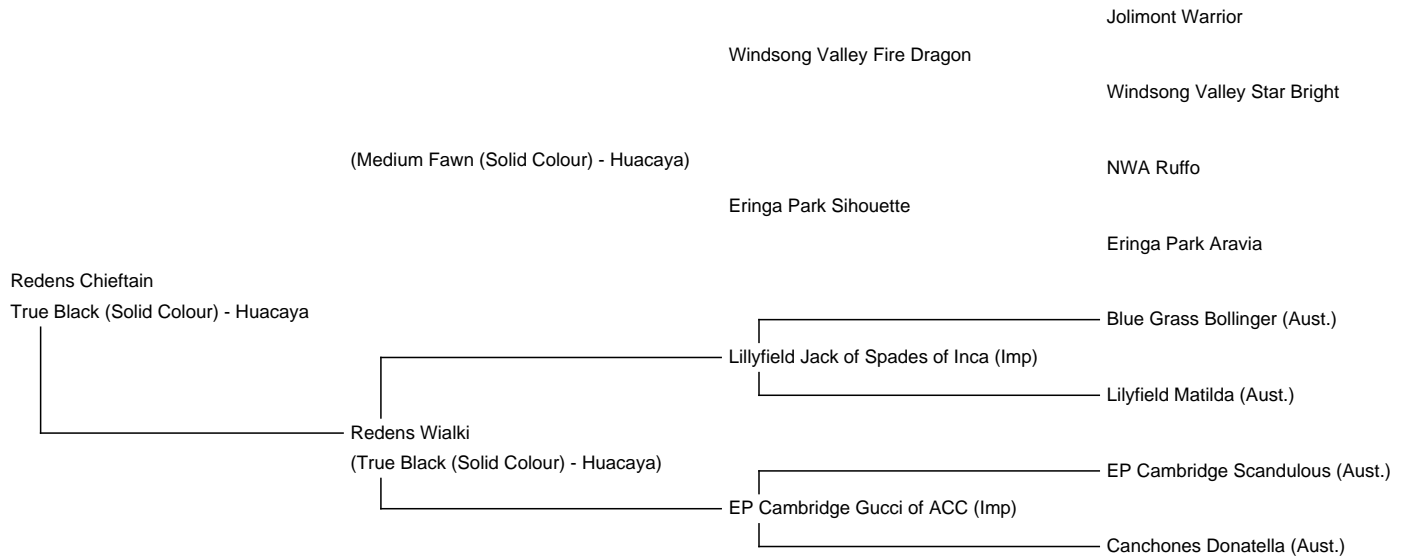 Jolimont Warrior
Windsong Valley Fire Dragon
Windsong Valley Star Bright
(Medium Fawn (Solid Colour) - Huacaya)
NWA Ruffo
Eringa Park Sihouette
Eringa Park Aravia
Redens Chieftain
True Black (Solid Colour) - Huacaya
Blue Grass Bollinger (Aust.)
Lillyfield Jack of Spades of Inca (Imp)
Lilyfield Matilda (Aust.)
Redens Wialki
(True Black (Solid Colour) - Huacaya)
EP Cambridge Scandulous (Aust.)
EP Cambridge Gucci of ACC (Imp)
Canchones Donatella (Aust.)